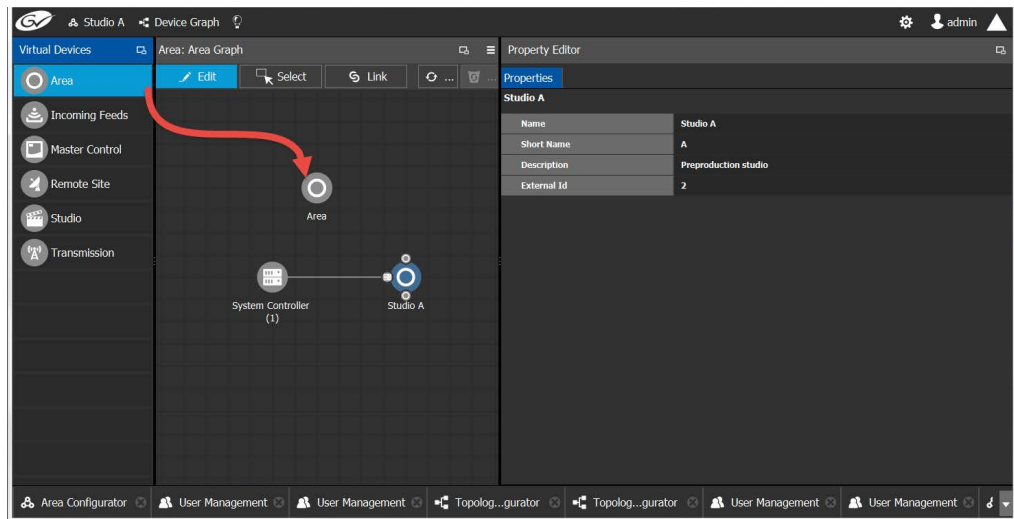 GV Studio A Device Graph admin
Virtual Devices
Area
Incoming Feeds
Master Control
Remote Site
Studio
Transmission
Area: Area Graph
Edit Select Link ... ...
Area
System Controller
(1)
Studio A
Property Editor
Properties
Studio A
Name Studio A
Short Name A
Description Preproduction studio
External Id 2
Area Configurator User Management User Management Topolog...gurator Topolog...gurator User Management User Management